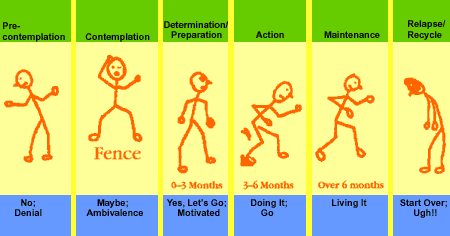 Pre-
contemplation
Contemplation
Determination/
Preparation
Action
Maintenance
Relapse/
Recycle
Fence
0-3 Months
3-6 Months
Over 6 months
No;
Denial
Maybe;
Ambivalence
Yes, Let's Go;
Motivated
Doing It;
Go
Living It
Start Over;
Ugh!!